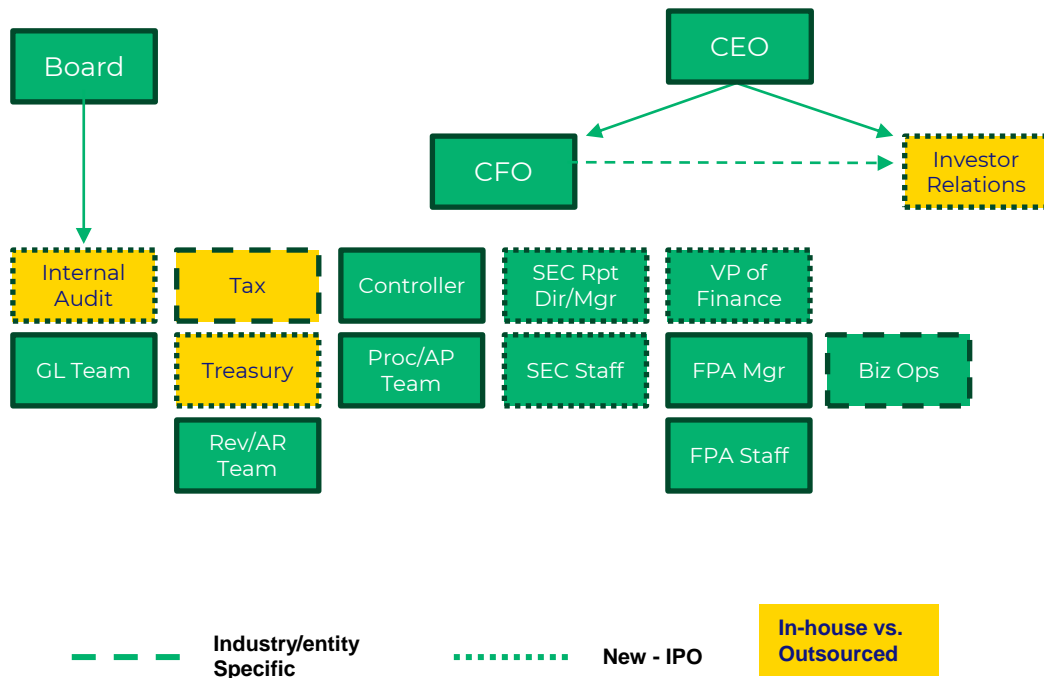 Board
CEO
CFO
Investor
Relations
Internal
Audit
Tax
Controller
SEC Rpt
Dir/Mgr
VP of
Finance
GL Team
Treasury
Proc/AP
Team
SEC Staff
FPA Mgr
Biz Ops
Rev/AR
Team
FPA Staff
Industry/entity
Specific
New - IPO
In-house vs.
Outsourced